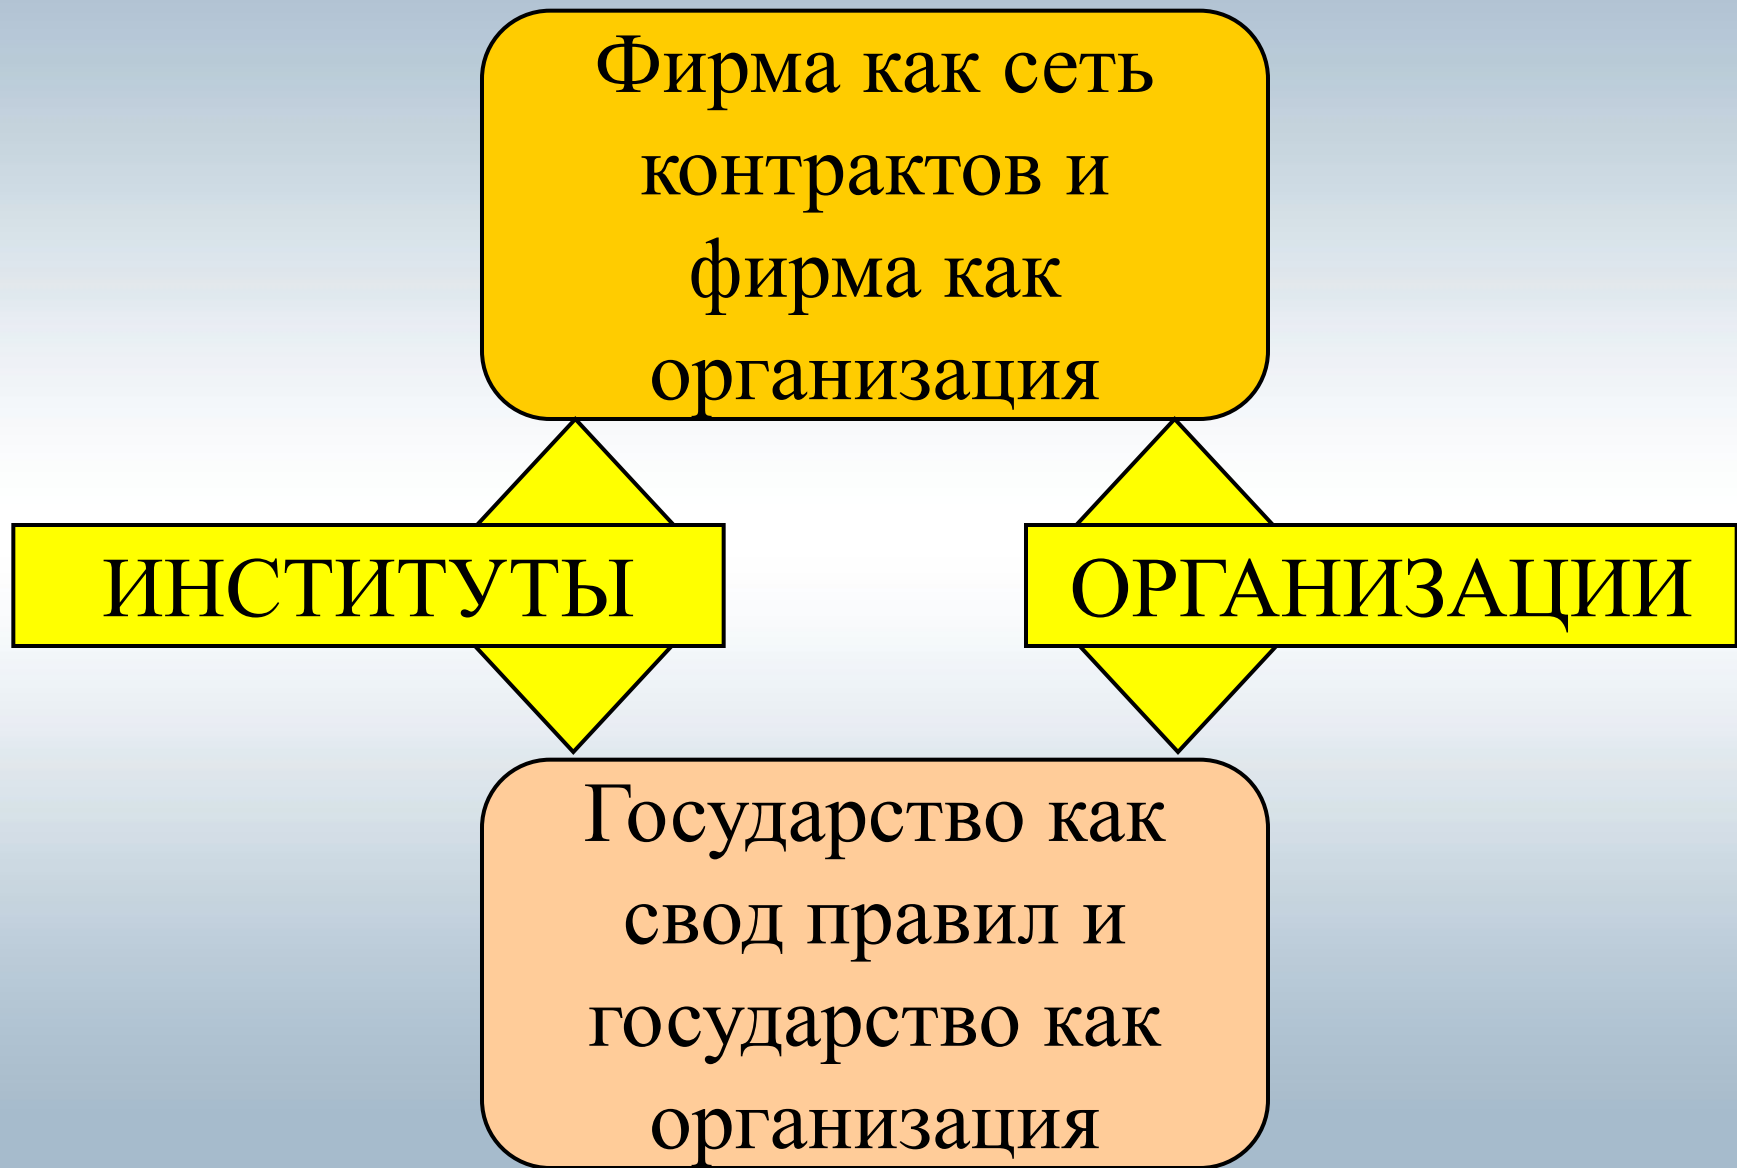 Фирма как сеть
контрактов и
фирма как
организация
ИНСТИТУТЫ
ОРГАНИЗАЦИИ
Государство как
свод правил и
государство как
организация